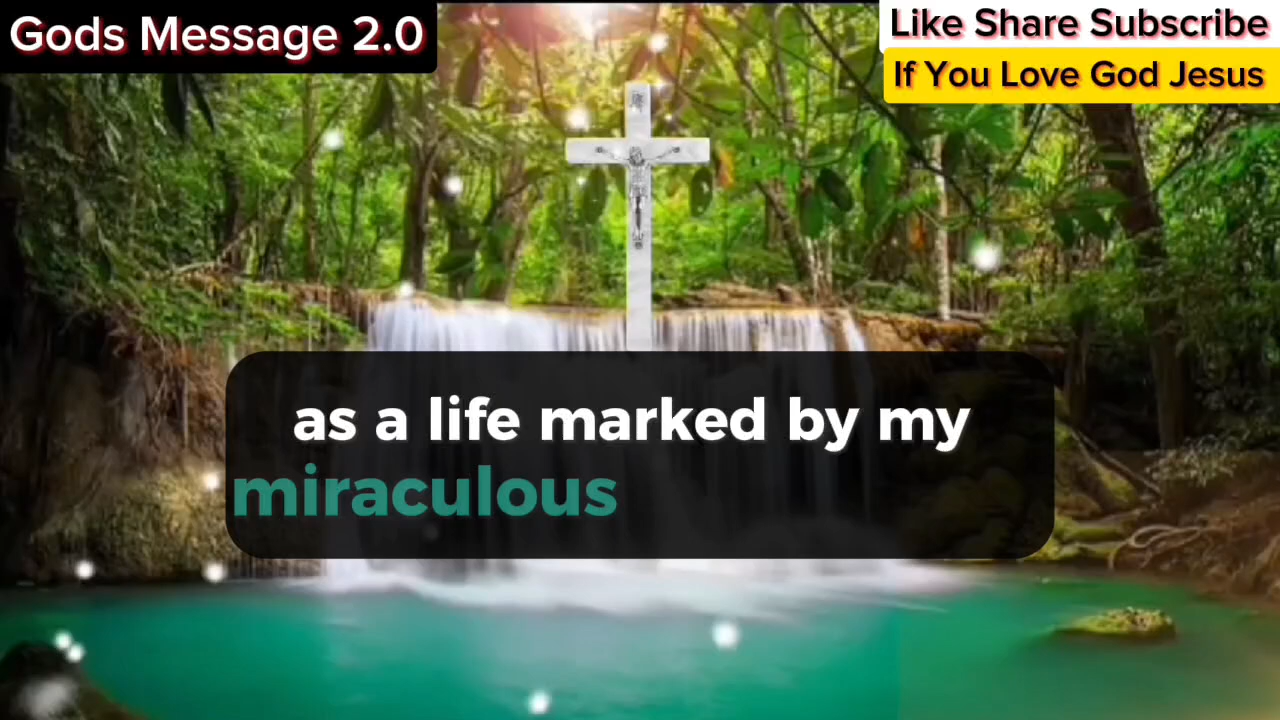 Gods Message 2.0
Like Share Subscribe
If You Love God Jesus
as a life marked by my
miraculous